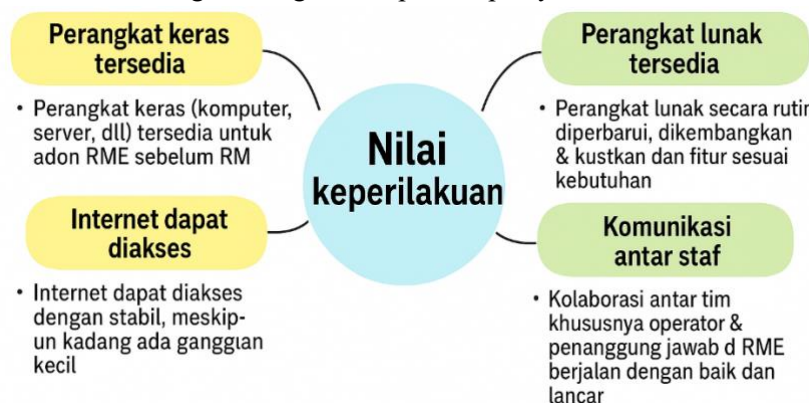 Perangkat keras
tersedia
• Perangkat keras (komputer,
server, dll) tersedia untuk
adon RME sebelum RM
Internet dapat
diakses
• Internet dapat diakses
dengan stabil, meskip-
un kadang ada ganggian
kecil
Nilai
keperilakuan
Perangkat lunak
tersedia
• Perangkat lunak secara rutin
diperbarui, dikembangkan
& kustkan dan fitur sesuai
kebutuhan
Komunikasi
antar staf
• Kolaborasi antar tim
khususnya operator &
penanggung jawab d RME
berjalan dengan baik dan
lancar